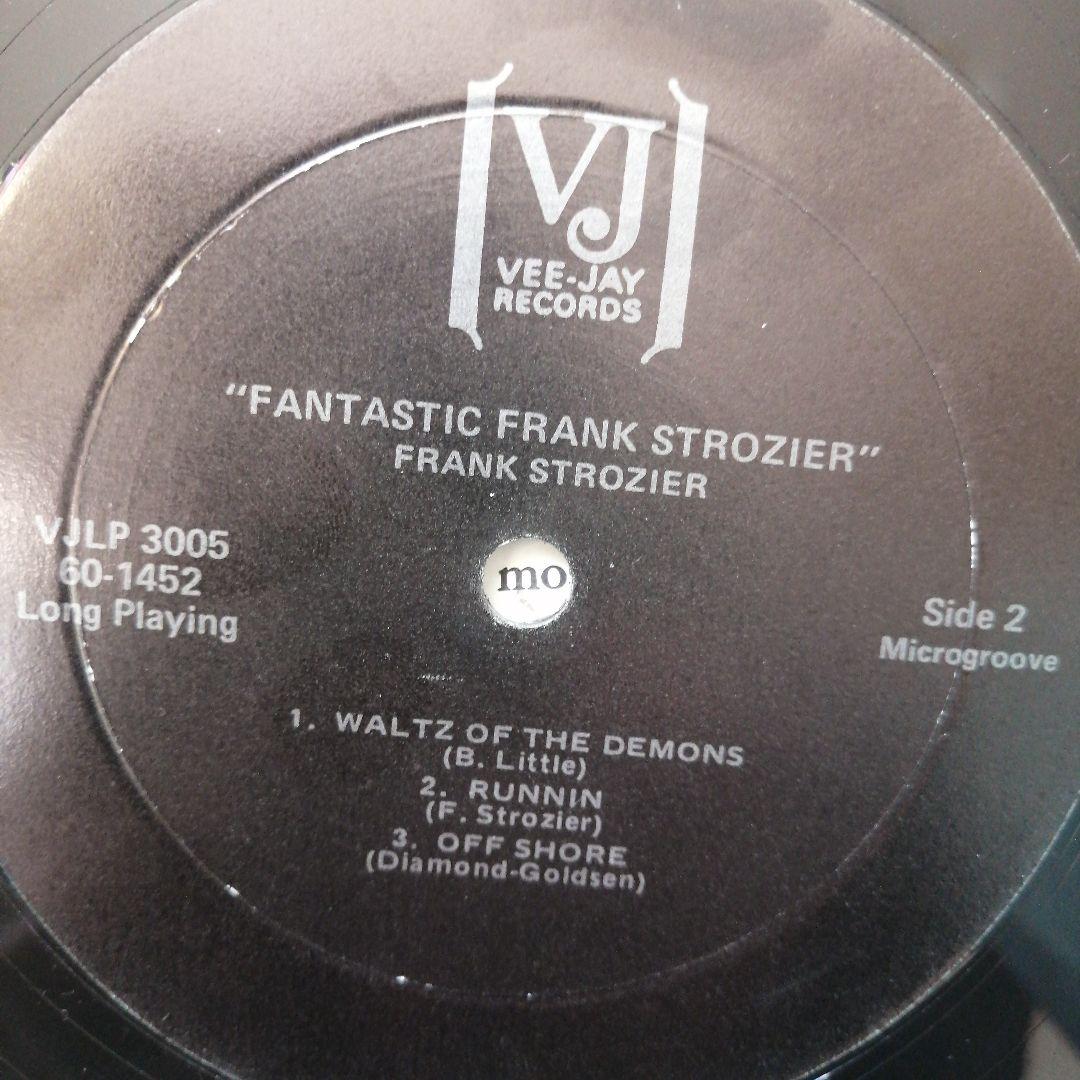 VJ
VEE-JAY
RECORDS
"FANTASTIC FRANK STROZIER"
FRANK STROZIER
VJLP 3005
60-1452
Long Playing
mo
Side 2
Microgroove
1. WALTZ OF THE DEMONS
(B. Little)
2. RUNNIN
(F. Strozier)
3. OFF SHORE
(Diamond-Goldsen)